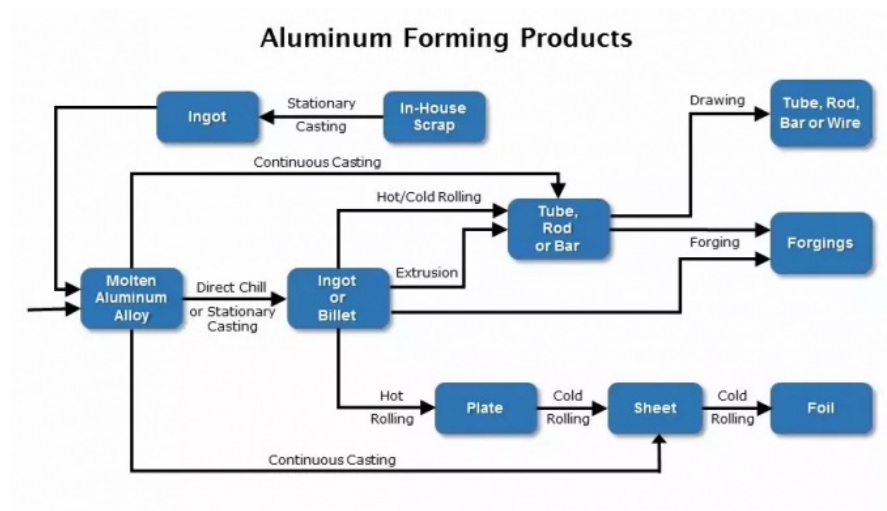 Aluminum Forming Products
Ingot
Stationary
Casting
In-House
Scrap
Drawing
Tube, Rod,
Bar or Wire
Continuous Casting
Hot/Cold Rolling
Tube,
Rod
or Bar
Forging
Forgings
Extrusion
Molten
Aluminum
Alloy
Direct Chill
or Stationary
Casting
Ingot
or
Billet
Hot
Rolling
Plate
Cold
Rolling
Sheet
Cold
Rolling
Foil
Continuous Casting